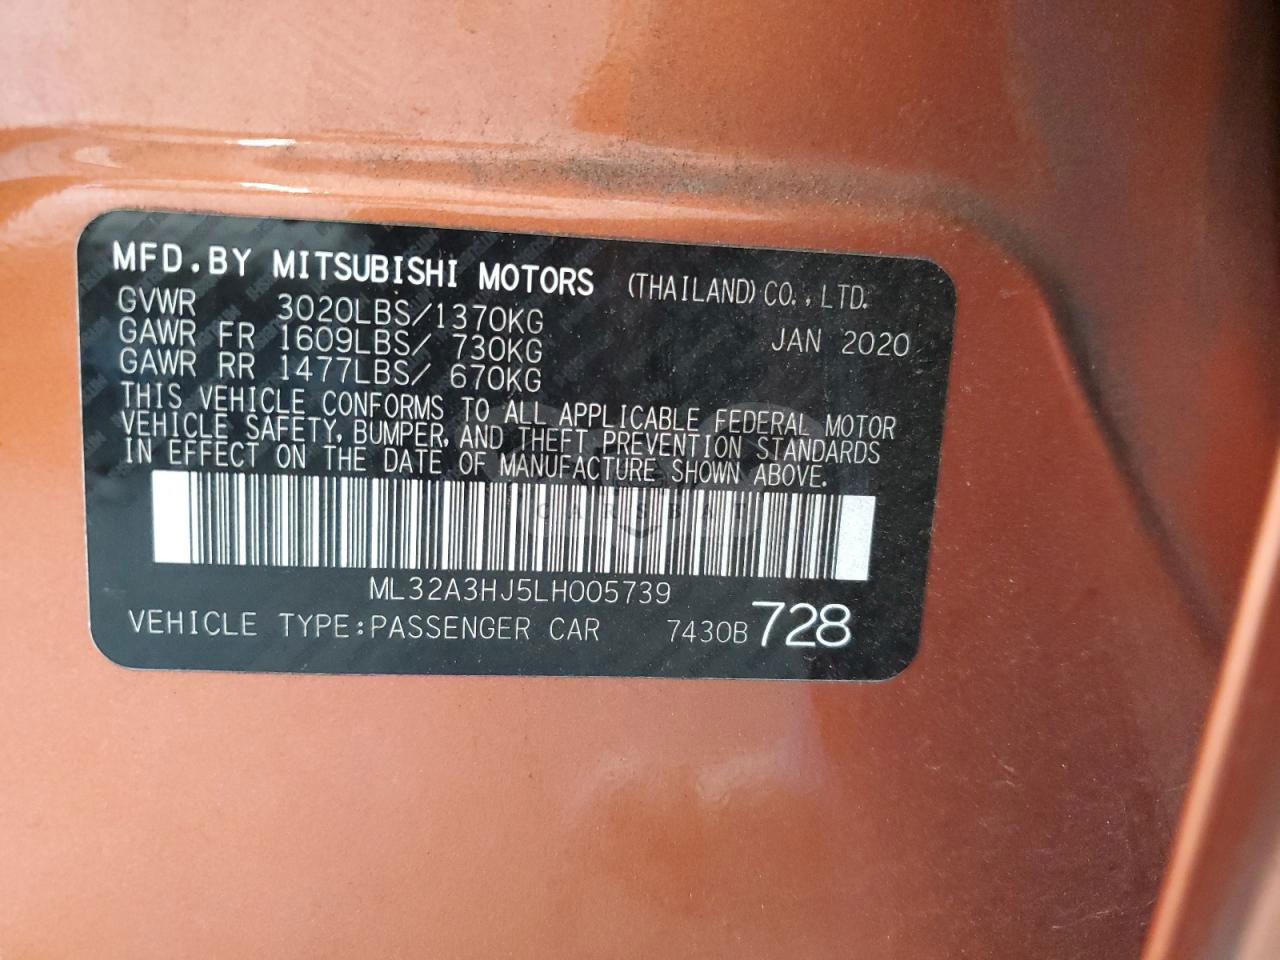 MFD.BY MITSUBISHI MOTORS (THAILAND) CO., LTD.
GVWR 3020LBS/1370KG
JAN 2020
GAWR FR 1609LBS/ 730KG
GAWR RR 1477LBS/ 670KG
THIS VEHICLE CONFORMS TO ALL APPLICABLE FEDERAL MOTOR
VEHICLE SAFETY, BUMPER, AND THEFT PREVENTION STANDARDS
IN EFFECT ON THE DATE OF MANUFACTURE SHOWN ABOVE.
CARSBAT
ML32A3HJ5LH005739
VEHICLE TYPE:PASSENGER CAR 7430B 728